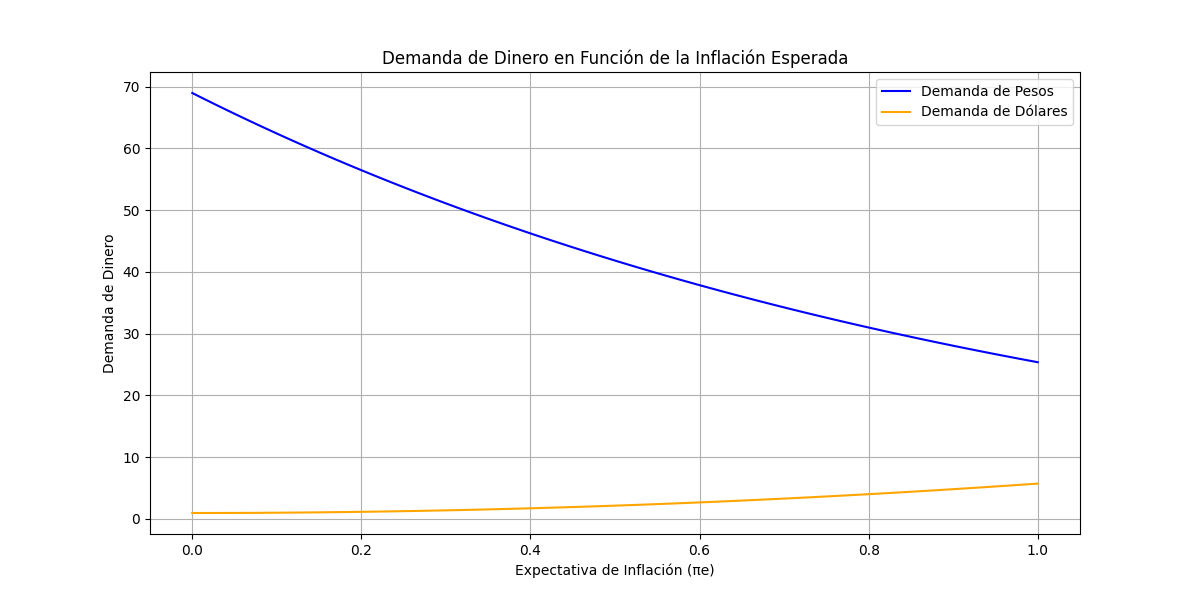 Demanda de Dinero en Función de la Inflación Esperada
Demanda de Pesos
Demanda de Dólares
Demanda de Dinero
70
60
50
40
30
20
10
0
0.0 0.2 0.4 0.6 0.8 1.0
Expectativa de Inflación (πe)